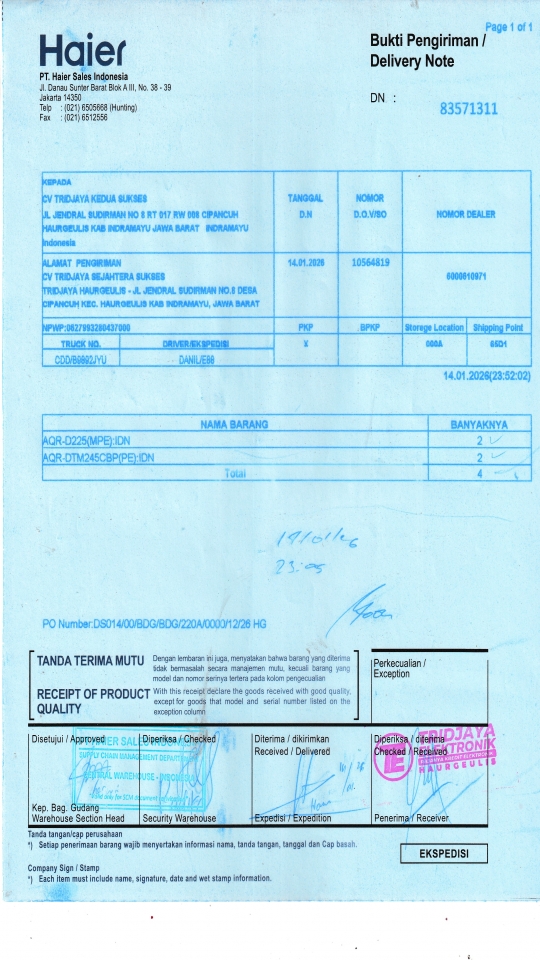 Page 1 of 1
Haier
Bukti Pengiriman /
Delivery Note
PT. Haier Sales Indonesia
Jl. Danau Sunter Barat Blok A III, No. 38 - 39
Jakarta 14350
Telp : (021) 6505668 (Hunting)
Fax : (021) 6512556
DN :
83571311
KEPADA
CV TRIDJAYA KEDUA SUKSES
JL JENDRAL SUDIRMAN NO 8 RT 017 RW 008 CIPANCUH
HAURGEULIS KAB INDRAMAYU JAWA BARAT INDRAMAYU
Indonesia
TANGGAL
D.N
NOMOR
D.O,V/SO
NOMOR DEALER
ALAMAT PENGIRIMAN
CV TRIDJAYA SEJAHTERA SUKSES
TRIDJAYA HAURGEULIS - JL JENDRAL SUDIRMAN NO.8 DESA
CIPANCUH KEC. HAURGEULIS KAB INDRAMAYU, JAWA BARAT
14.01.2026
10564819
6000610971
NPWP:0627993280437000
PKP
BPKP
Storege Location
Shipping Point
TRUCK NO.
DRIVER/EKSPEDISI
X
000A
65D1
CDD/B9892JYU
DANIL/E66
14.01.2026(23:52:02)
NAMA BARANG
BANYAKNYA
AQR-D225(MPE):IDN
2
AQR-DTM245CBP(PE):IDN
2
Total
4
23:05
PO Number:DS014/00/BDG/BDG/220A/0000/12/26 HG
TANDA TERIMA MUTU
Dengan lembaran ini juga, menyatakan bahwa barang yang diterima
tidak bermasalah secara manajemen mutu, kecuali barang yang
model dan nomor serinya tertera pada kolom pengecualian
RECEIPT OF PRODUCT
QUALITY
With this receipt declare the goods received with good quality,
except for goods that model and serial number listed on the
exception column
Perkecualian /
Exception
Disetujui / Approved
Diperiksa / Checked
Diterima / dikirimkan
Received / Delivered
Diperiksa / diterima
Checked / Received
SUPPLY CHAIN MANAGEMENT
TRIDJAYA
ELEKTRONIK
HAURGEULIS
Kep. Bag. Gudang
Warehouse Section Head
Security Warehouse
Expedisi / Expedition
Penerima / Receiver
Tanda tangan/cap perusahaan
*) Setiap penerimaan barang wajib menyertakan informasi nama, tanda tangan, tanggal dan Cap basah.
EKSPEDISI
Company Sign / Stamp
*) Each item must include name, signature, date and wet stamp information.